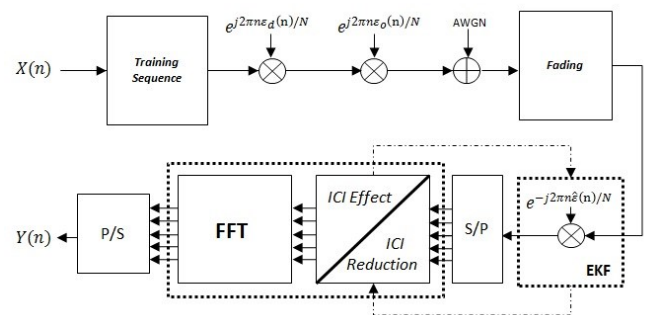 e^{j2πnε_d(n)/N}
e^{j2πnε_o(n)/N}
AWGN
X(n)
Training
Sequence
Fading
ICI Effect
e^{-j2πnε̂(n)/N}
Y(n)
P/S
FFT
S/P
ICI
Reduction
EKF